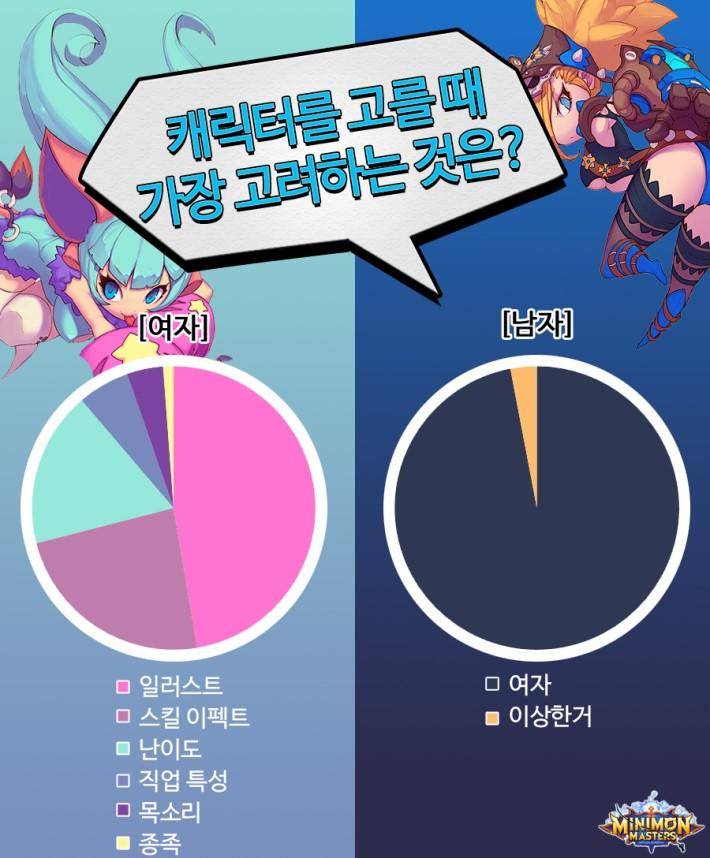 캐릭터를 고를 때
가장 고려하는 것은?
[여자]
일러스트
스킬 이펙트
난이도
직업 특성
목소리
종족
[남자]
여자
이상한거
MINIMON
MASTERS